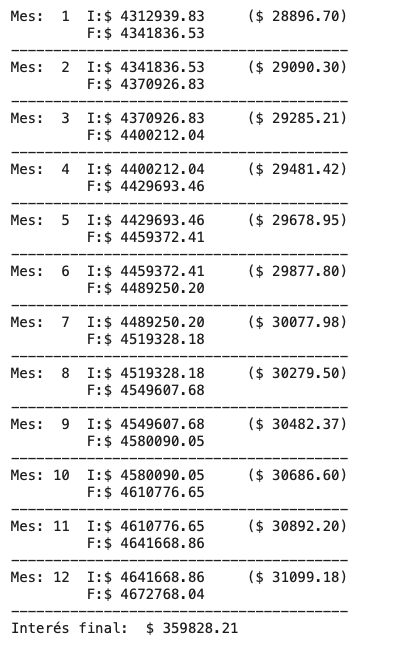 Mes:  1  I:$ 4312939.83     ($ 28896.70)
         F:$ 4341836.53
----------------------------------------
Mes:  2  I:$ 4341836.53     ($ 29090.30)
         F:$ 4370926.83
----------------------------------------
Mes:  3  I:$ 4370926.83     ($ 29285.21)
         F:$ 4400212.04
----------------------------------------
Mes:  4  I:$ 4400212.04     ($ 29481.42)
         F:$ 4429693.46
----------------------------------------
Mes:  5  I:$ 4429693.46     ($ 29678.95)
         F:$ 4459372.41
----------------------------------------
Mes:  6  I:$ 4459372.41     ($ 29877.80)
         F:$ 4489250.20
----------------------------------------
Mes:  7  I:$ 4489250.20     ($ 30077.98)
         F:$ 4519328.18
----------------------------------------
Mes:  8  I:$ 4519328.18     ($ 30279.50)
         F:$ 4549607.68
----------------------------------------
Mes:  9  I:$ 4549607.68     ($ 30482.37)
         F:$ 4580090.05
----------------------------------------
Mes: 10  I:$ 4580090.05     ($ 30686.60)
         F:$ 4610776.65
----------------------------------------
Mes: 11  I:$ 4610776.65     ($ 30892.20)
         F:$ 4641668.86
----------------------------------------
Mes: 12  I:$ 4641668.86     ($ 31099.18)
         F:$ 4672768.04
----------------------------------------
Interés final:  $ 359828.21